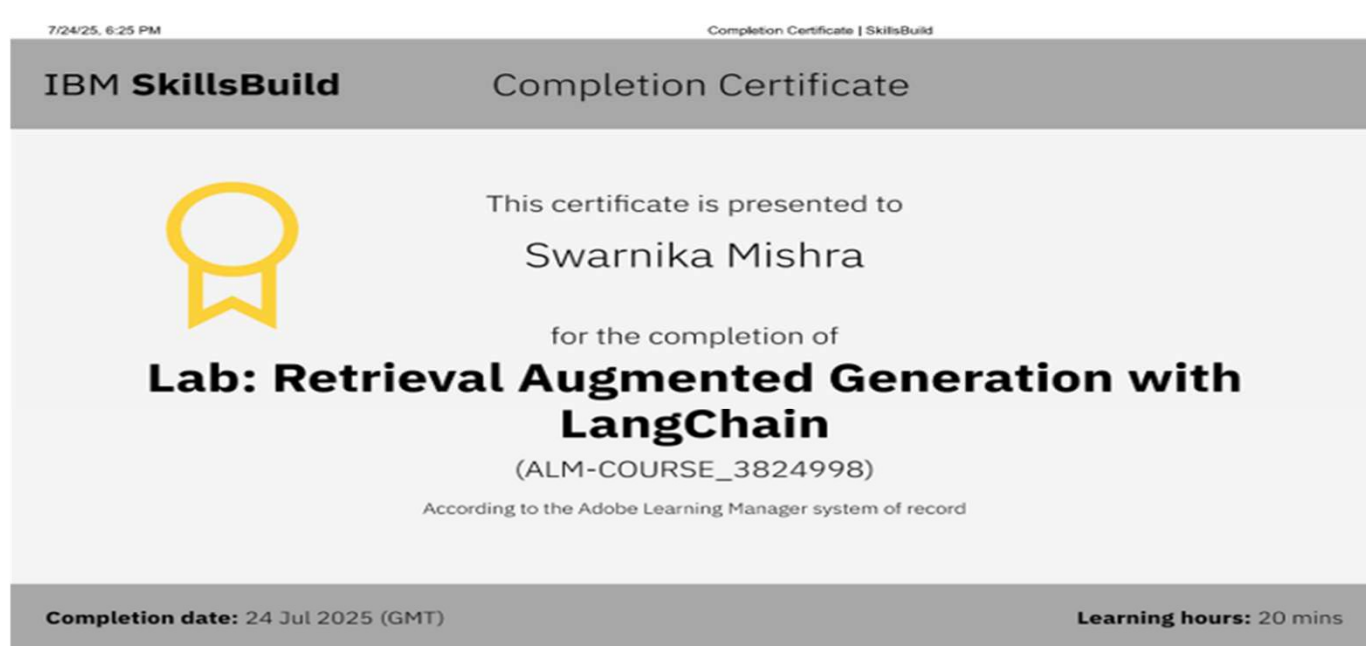 7/24/25, 6:25 PM
Completion Certificate | SkillsBuild
IBM SkillsBuild
Completion Certificate
This certificate is presented to
Swarnika Mishra
for the completion of
Lab: Retrieval Augmented Generation with
LangChain
(ALM-COURSE_3824998)
According to the Adobe Learning Manager system of record
Completion date: 24 Jul 2025 (GMT)
Learning hours: 20 mins